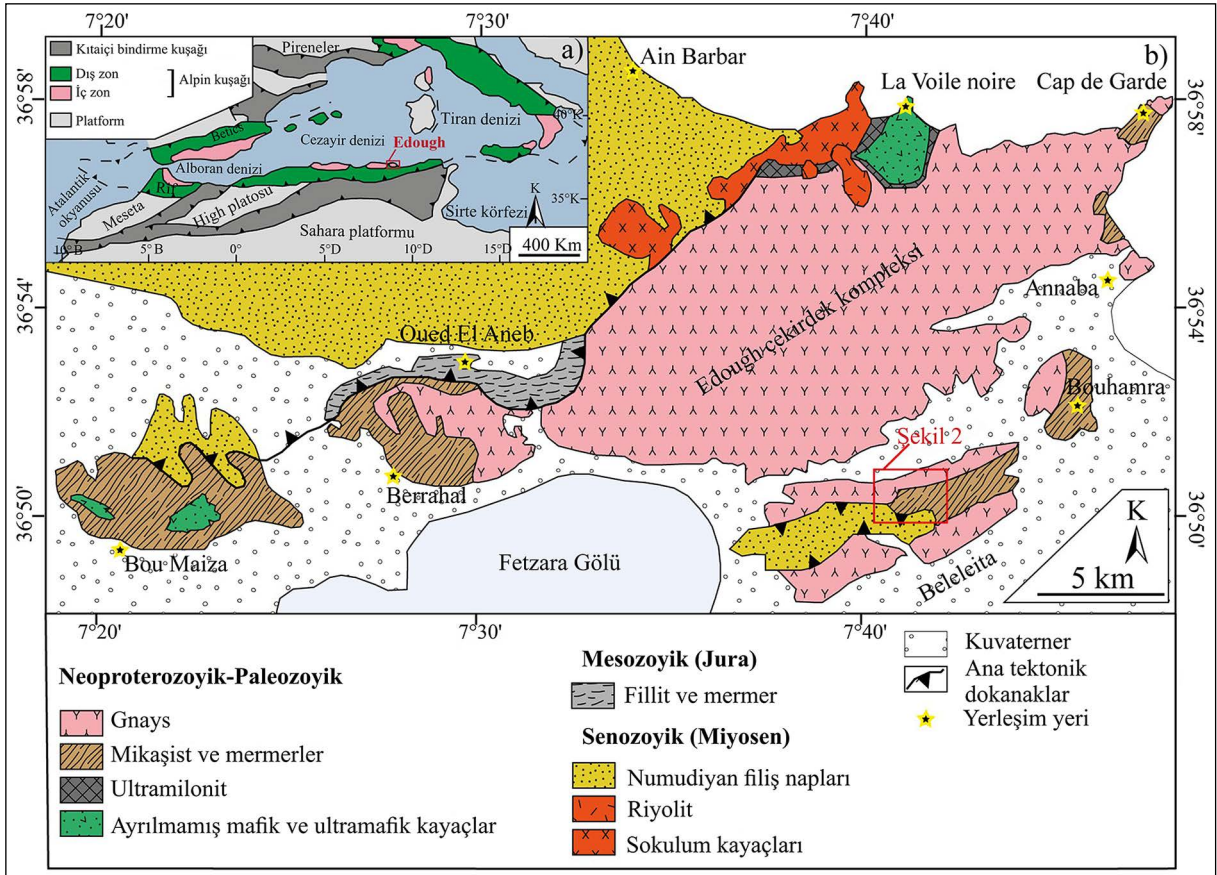 7°20'
7°30'
7°40'
Kıtaiçi bindirme kuşağı
Dış zon
İç zon
Alpin kuşağı
Platform
Pireneler
a)
Betics
Cezayir denizi
Tiran denizi
40°K
Edough
Alboran denizi
Rif
Atalantik okyanusu
Meseta
High platosu
Sahara platformu
Sirte körfezi
35°K
K
10°B
5°B
0°
5°D
10°D
15°D
400 Km
b)
Ain Barbar
La Voile noire
Cap de Garde
36°58'
36°58'
36°54'
36°54'
36°50'
36°50'
Annaba
Edough çekirdek kompleksi
Oued El Aneb
Bouhamra
Şekil 2
Berrahal
Bou Maiza
Fetzara Gölü
Beleleita
K
5 km
7°20'
7°30'
7°40'
Neoproterozoyik-Paleozoyik
Gnays
Mikaşist ve mermerler
Ultramilonit
Ayrılmamış mafik ve ultramafik kayaçlar
Mesozoyik (Jura)
Fillit ve mermer
Senozoyik (Miyosen)
Numudiyan filiş napları
Riyolit
Sokulum kayaçları
Kuvaterner
Ana tektonik
dokanaklar
Yerleşim yeri